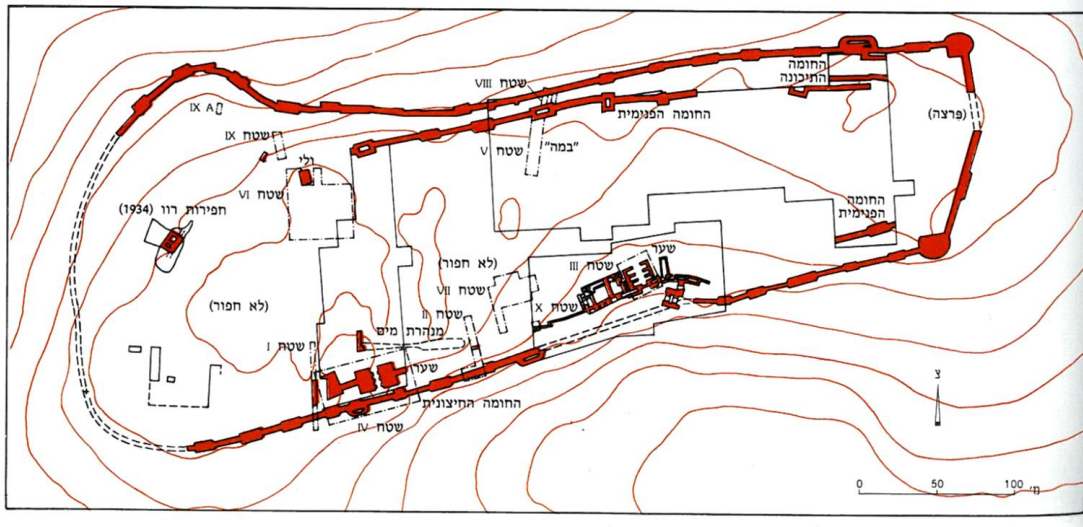 שטח VIII
החומה
התיכונה
(פרצה)
החומה הפנימית
"במה"
שטח V
IX A
שטח IX
ולי
שטח VI
חפירות רוו (1934)
החומה
הפנימית
שער
שטח III
(לא חפור)
שטח VII
שטח X
(לא חפור)
שטח II
מנהרת מים
שטח I
שער
החומה החיצונית
שטח IV
צ
0 50 100 מ'